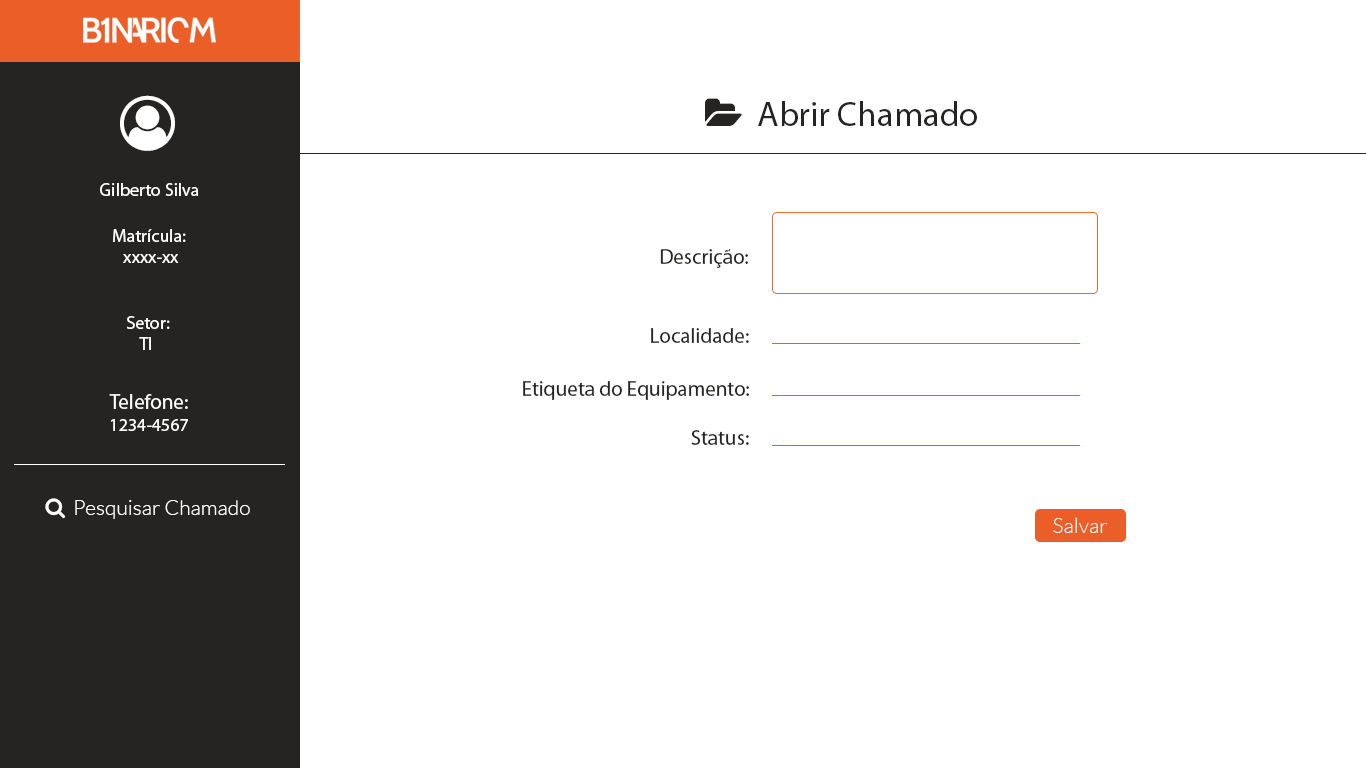 B1NARIOM
Gilberto Silva
Matrícula:
xxxx-xx
Setor:
TI
Telefone:
1234-4567
Pesquisar Chamado
Abrir Chamado
Descrição:
Localidade:
Etiqueta do Equipamento:
Status:
Salvar